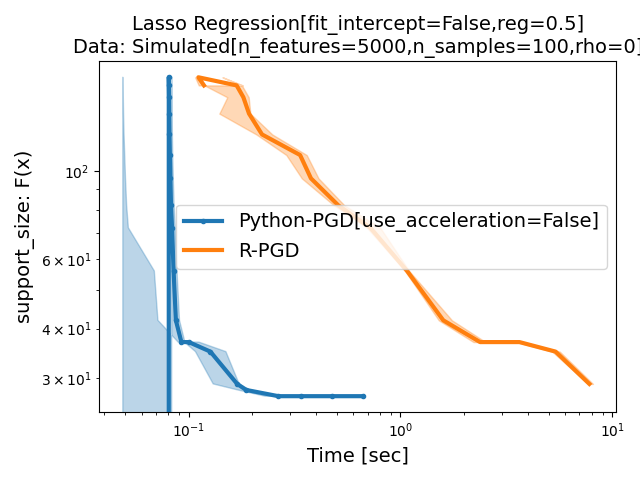 Lasso Regression[fit_intercept=False,reg=0.5]
Data: Simulated[n_features=5000,n_samples=100,rho=0]
support_size: F(x)
10²
6 × 10¹
4 × 10¹
3 × 10¹
Python-PGD[use_acceleration=False]
R-PGD
10⁻¹ 10⁰ 10¹
Time [sec]